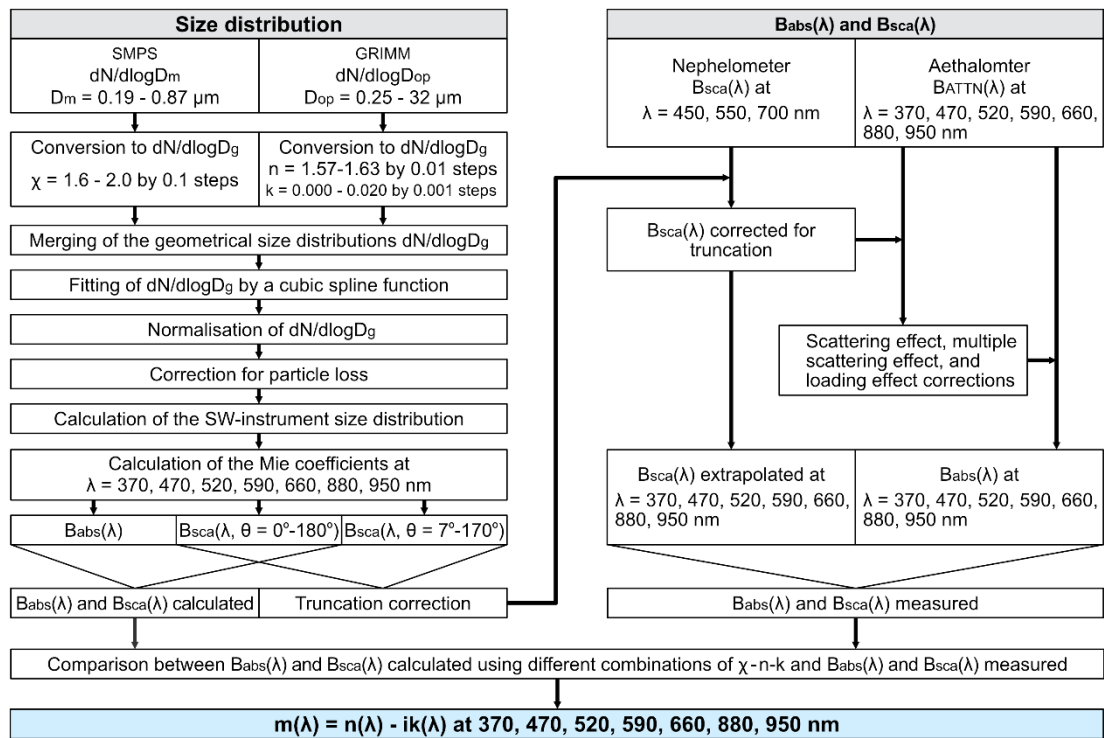 Size distribution
SMPS
dN/dlogDm
Dm = 0.19 - 0.87 µm
GRIMM
dN/dlogDop
Dop = 0.25 - 32 µm
Conversion to dN/dlogDg
χ = 1.6 - 2.0 by 0.1 steps
Conversion to dN/dlogDg
n = 1.57-1.63 by 0.01 steps
k = 0.000 - 0.020 by 0.001 steps
Merging of the geometrical size distributions dN/dlogDg
Fitting of dN/dlogDg by a cubic spline function
Normalisation of dN/dlogDg
Correction for particle loss
Calculation of the SW-instrument size distribution
Calculation of the Mie coefficients at
λ = 370, 470, 520, 590, 660, 880, 950 nm
Babs(λ)
Bsca(λ, θ = 0°-180°)
Bsca(λ, θ = 7°-170°)
Babs(λ) and Bsca(λ) calculated
Truncation correction
Babs(λ) and Bsca(λ)
Nephelometer
Bsca(λ) at
λ = 450, 550, 700 nm
Aethalomter
BATTN(λ) at
λ = 370, 470, 520, 590, 660,
880, 950 nm
Bsca(λ) corrected for
truncation
Scattering effect, multiple
scattering effect, and
loading effect corrections
Bsca(λ) extrapolated at
λ = 370, 470, 520, 590, 660,
880, 950 nm
Babs(λ) at
λ = 370, 470, 520, 590, 660,
880, 950 nm
Babs(λ) and Bsca(λ) measured
Comparison between Babs(λ) and Bsca(λ) calculated using different combinations of χ-n-k and Babs(λ) and Bsca(λ) measured
m(λ) = n(λ) - ik(λ) at 370, 470, 520, 590, 660, 880, 950 nm